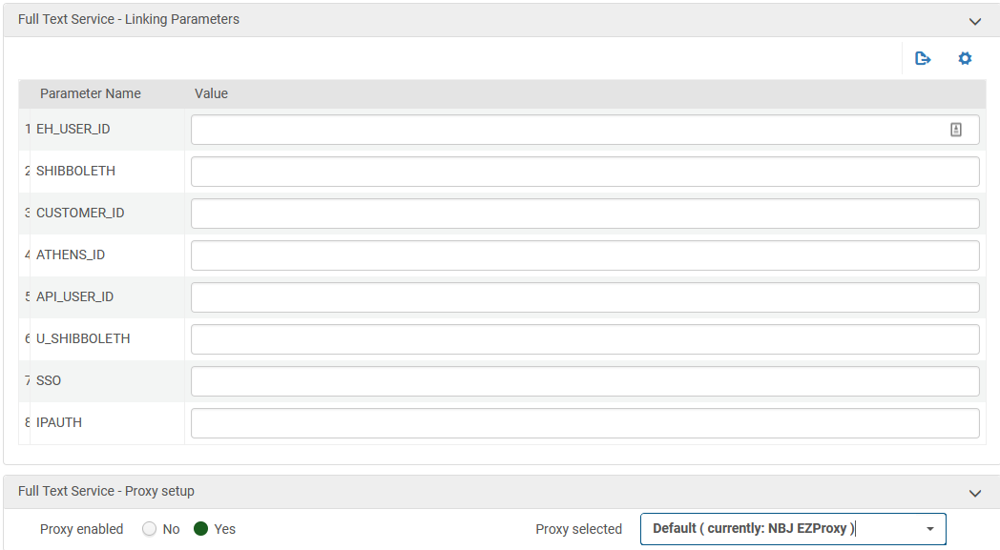 Full Text Service - Linking Parameters
Parameter Name Value
1 EH_USER_ID
2 SHIBBOLETH
3 CUSTOMER_ID
4 ATHENS_ID
5 API_USER_ID
6 U_SHIBBOLETH
7 SSO
8 IPAUTH
Full Text Service - Proxy setup
Proxy enabled No Yes Proxy selected Default ( currently: NBJ EZProxy )